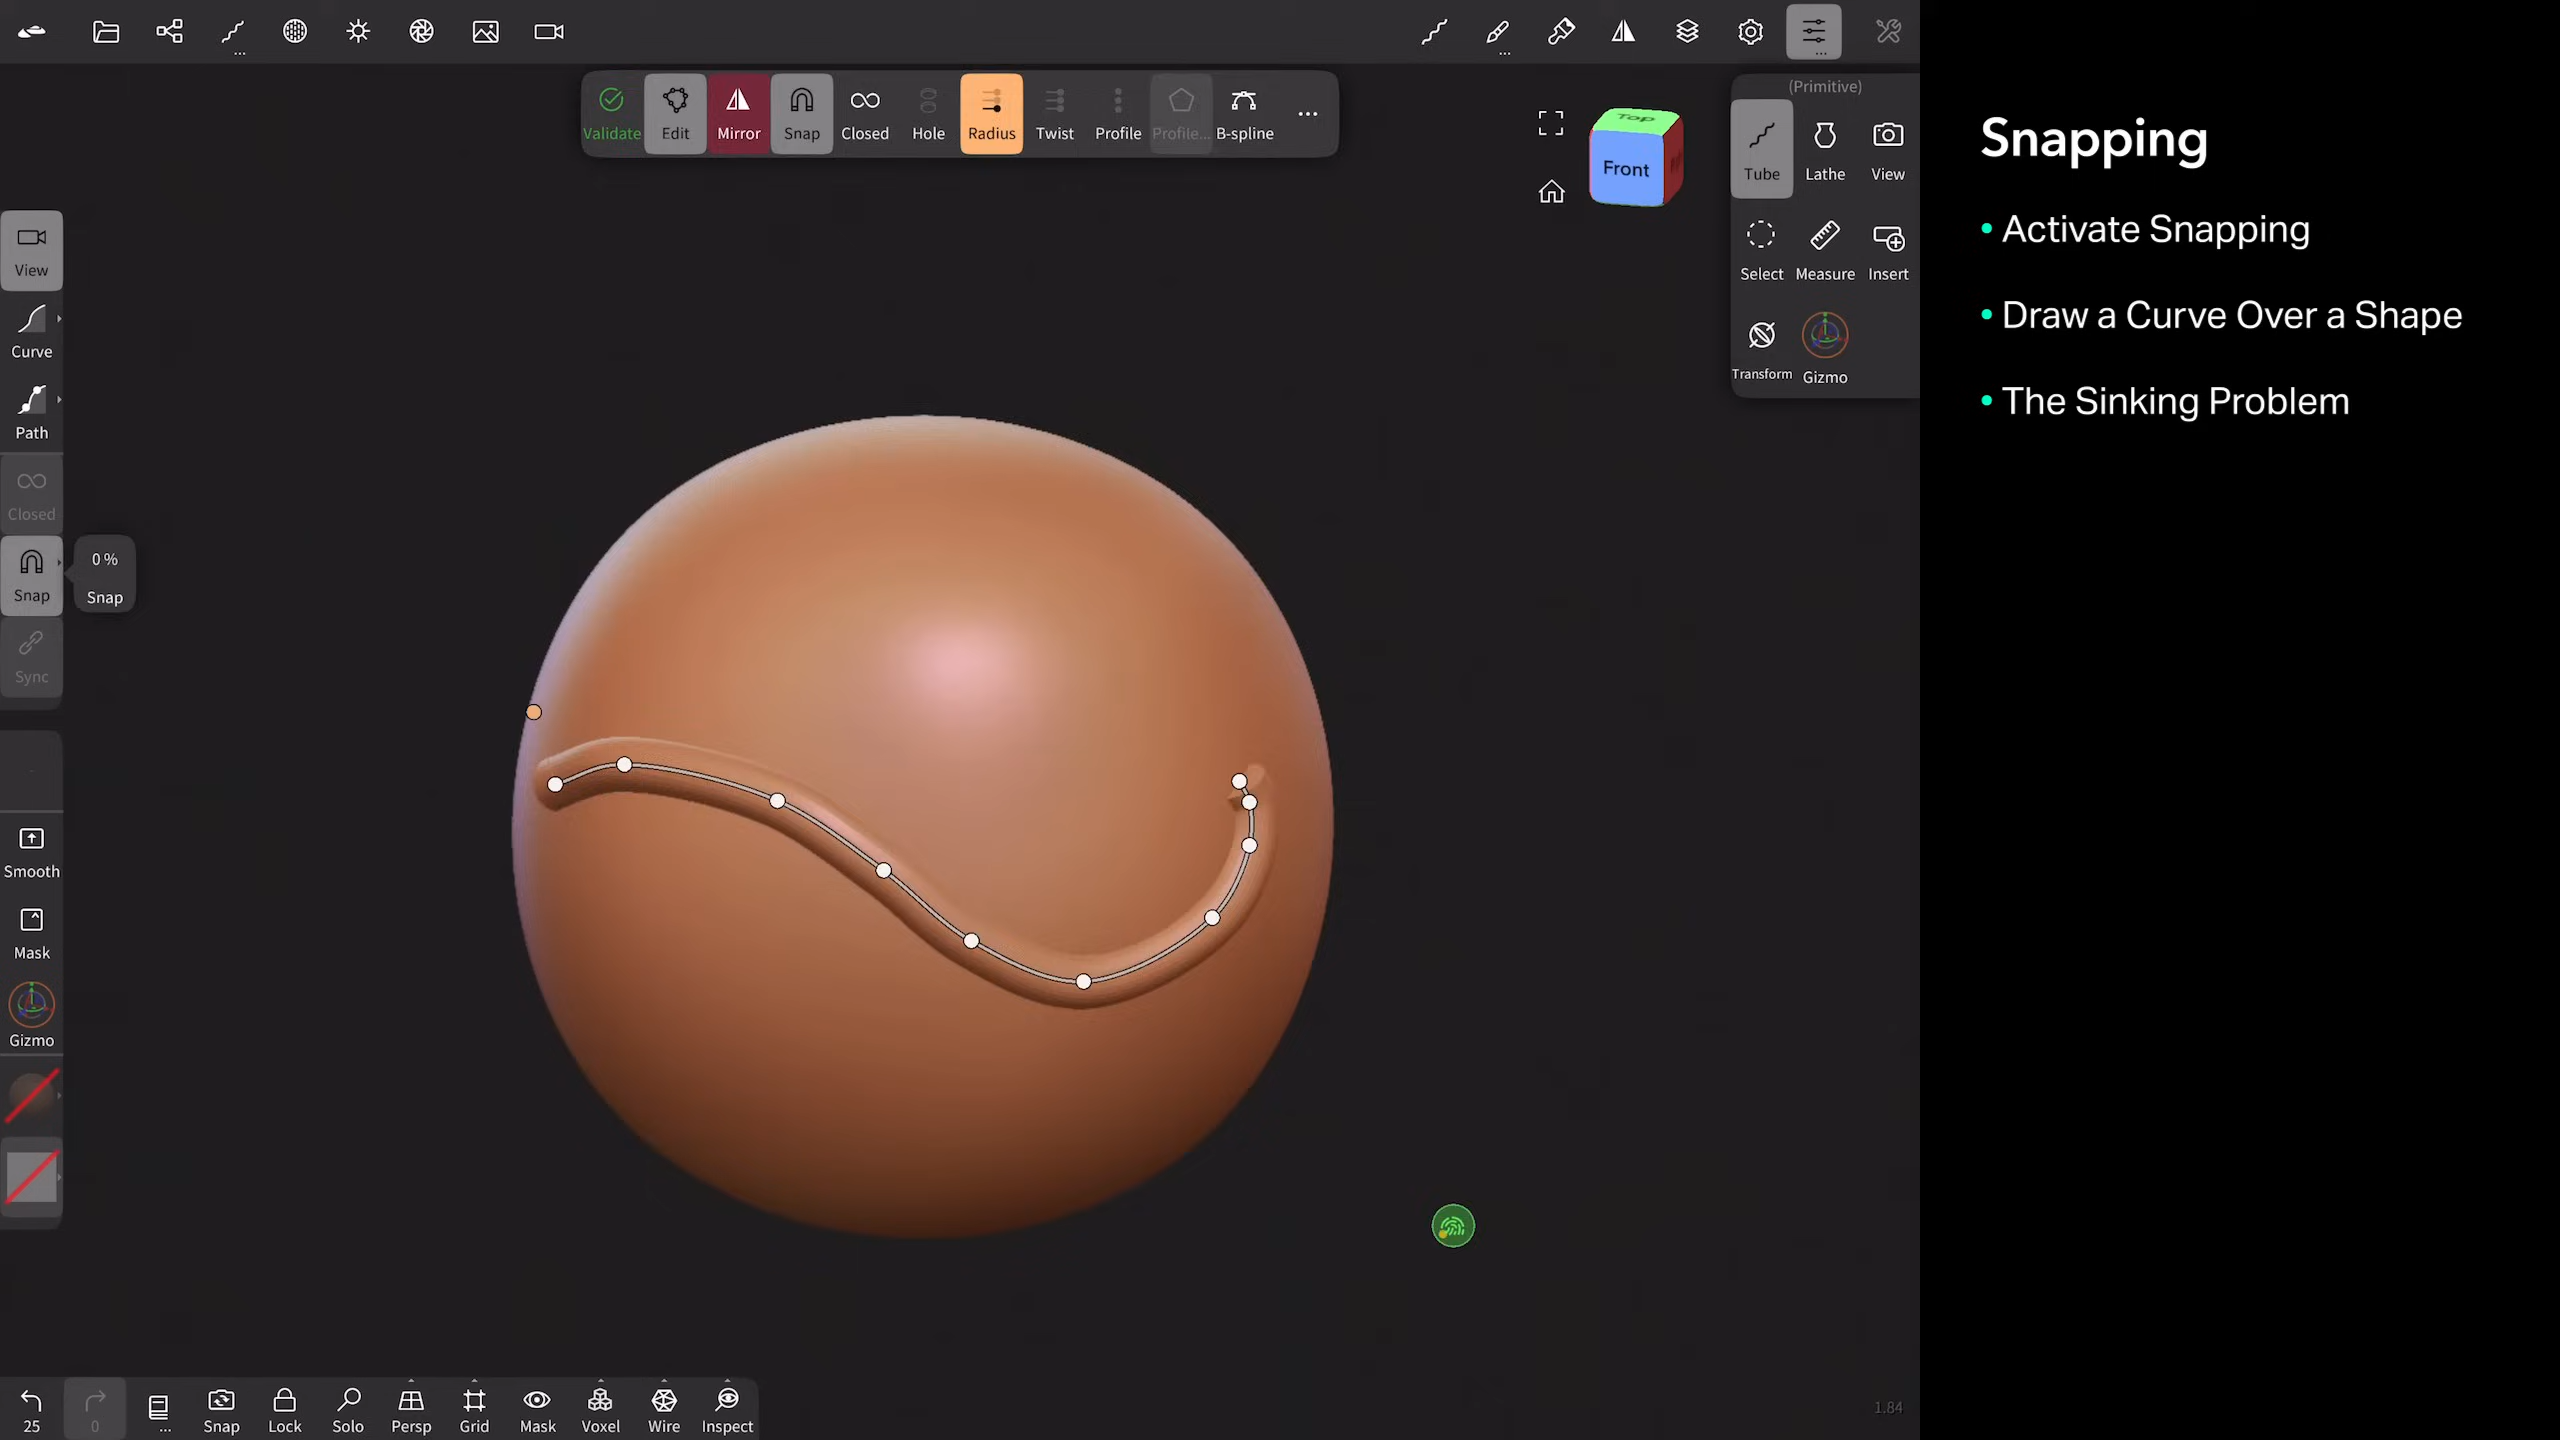 Validate
Edit
Mirror
Snap
Closed
Hole
Radius
Twist
Profile
Profile...
B-spline
...
Top
Front
(Primitive)
Tube
Lathe
View
Select
Measure
Insert
Transform
Gizmo
View
Curve
Path
Closed
Snap
0 %
Snap
Sync
Smooth
Mask
Gizmo
25
0
...
Snap
Lock
Solo
Persp
Grid
Mask
Voxel
Wire
Inspect
1.84
Snapping
• Activate Snapping
• Draw a Curve Over a Shape
• The Sinking Problem